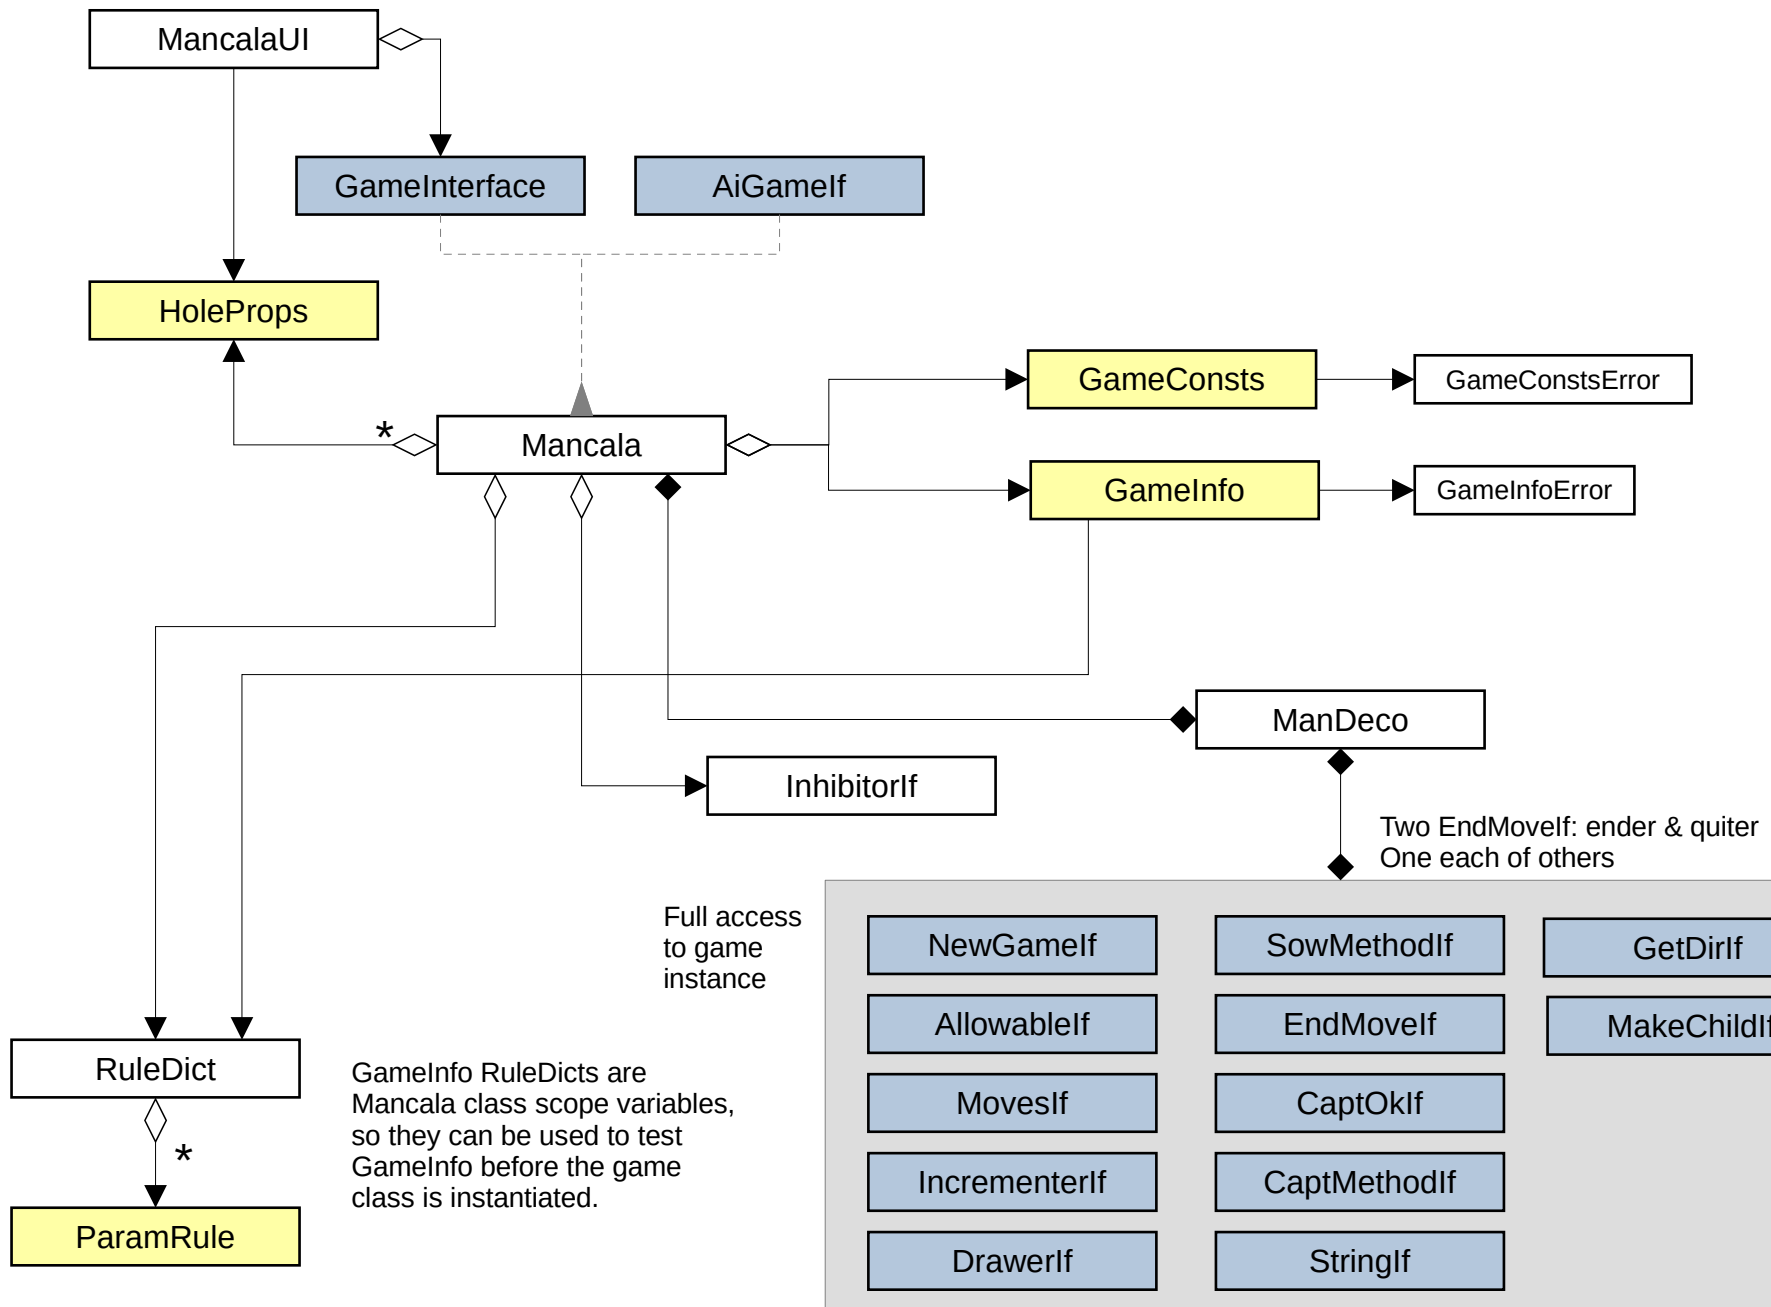 MancalaUI
GameInterface
AiGameIf
HoleProps
GameConsts
GameConstsError
*
Mancala
GameInfo
GameInfoError
ManDeco
InhibitorIf
Two EndMoveIf: ender & quiter
One each of others
Full access
to game
instance
NewGameIf
SowMethodIf
GetDirIf
AllowableIf
EndMoveIf
MakeChildIf
MovesIf
CaptOkIf
IncrementerIf
CaptMethodIf
DrawerIf
StringIf
RuleDict
GameInfo RuleDicts are
Mancala class scope variables,
so they can be used to test
GameInfo before the game
class is instantiated.
*
ParamRule